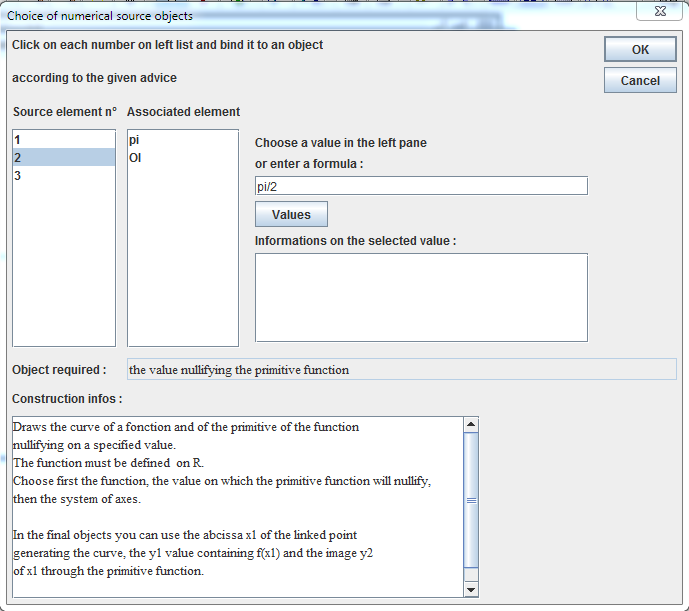 Choice of numerical source objects
Click on each number on left list and bind it to an object
OK
according to the given advice
Cancel
Source element n° Associated element
1
2
3
pi
OI
Choose a value in the left pane
or enter a formula :
pi/2
Values
Informations on the selected value :
Object required :
the value nullifying the primitive function
Construction infos :
Draws the curve of a fonction and of the primitive of the function
nullifying on a specified value.
The function must be defined on R.
Choose first the function, the value on which the primitive function will nullify,
then the system of axes.
In the final objects you can use the abcissa x1 of the linked point
generating the curve, the y1 value containing f(x1) and the image y2
of x1 through the primitive function.